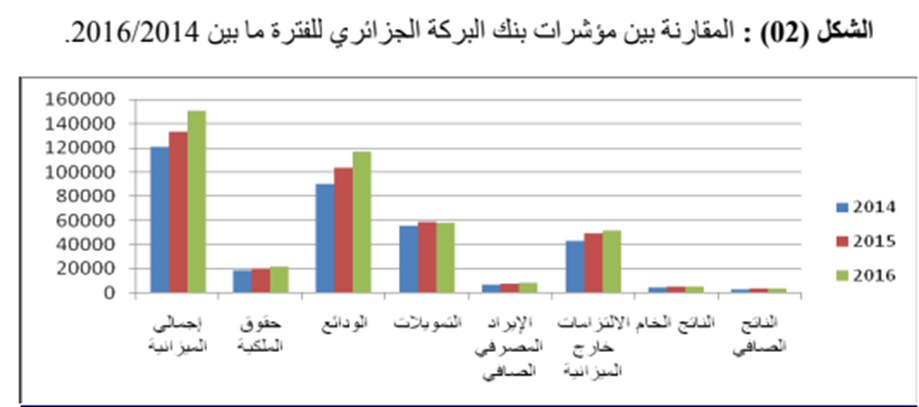 الشكل (02) : المقارنة بين مؤشرات بنك البركة الجزائري للفترة ما بين 2016/2014.
160000
140000
120000
100000
80000
60000
40000
20000
0
2014
2015
2016
إجمالي الميزانية
حقوق الملكية
الودائع
التمويلات
الإيراد المصرفي الصافي
الالتزامات خارج الميزانية
الناتج الخام
الناتج الصافي